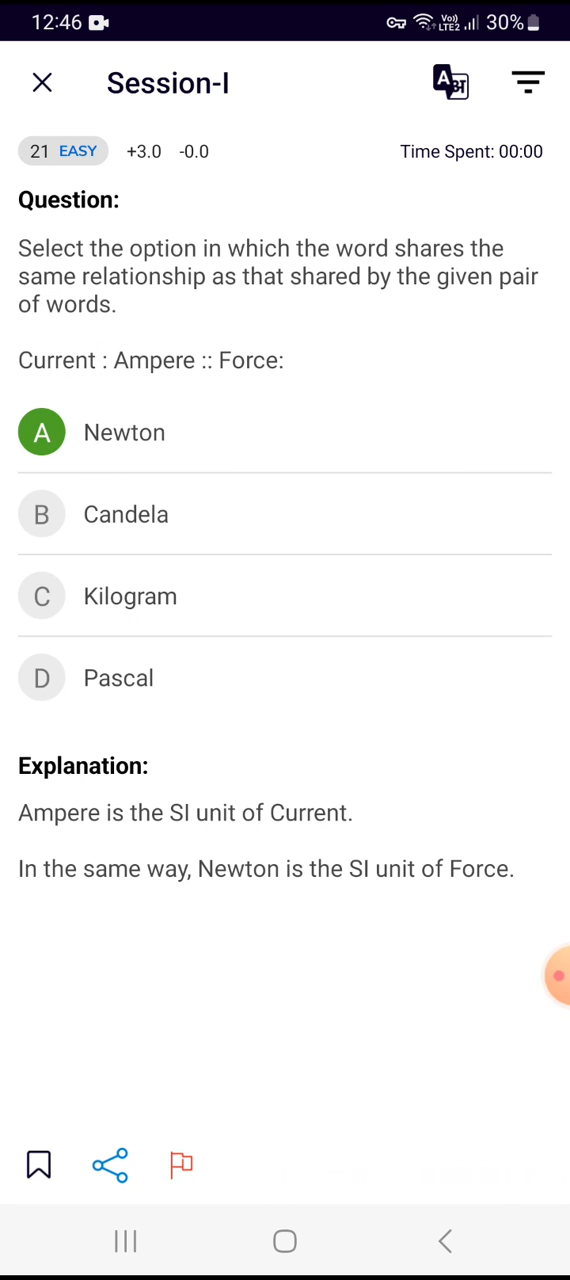 12:46
Vo)) LTE2 30%
Session-I
21 EASY +3.0 -0.0 Time Spent: 00:00
Question:
Select the option in which the word shares the
same relationship as that shared by the given pair
of words.
Current : Ampere :: Force:
A Newton
B Candela
C Kilogram
D Pascal
Explanation:
Ampere is the SI unit of Current.
In the same way, Newton is the SI unit of Force.